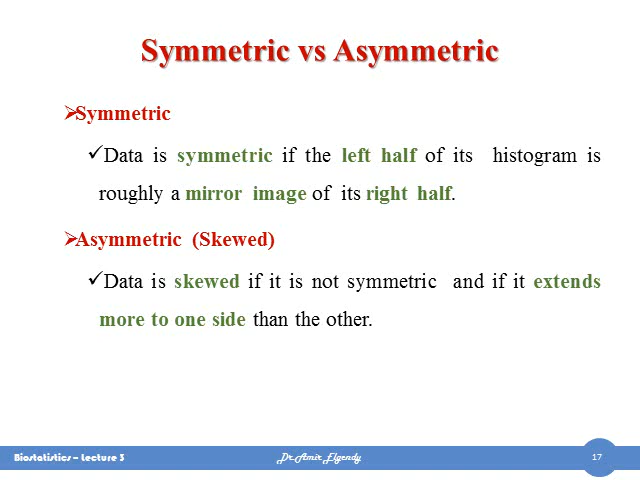 Symmetric vs Asymmetric
➢Symmetric
✓Data is symmetric if the left half of its histogram is
roughly a mirror image of its right half.
➢Asymmetric (Skewed)
✓Data is skewed if it is not symmetric and if it extends
more to one side than the other.
Biostatistics – Lecture 3 Dr. Amir Elgendy 17